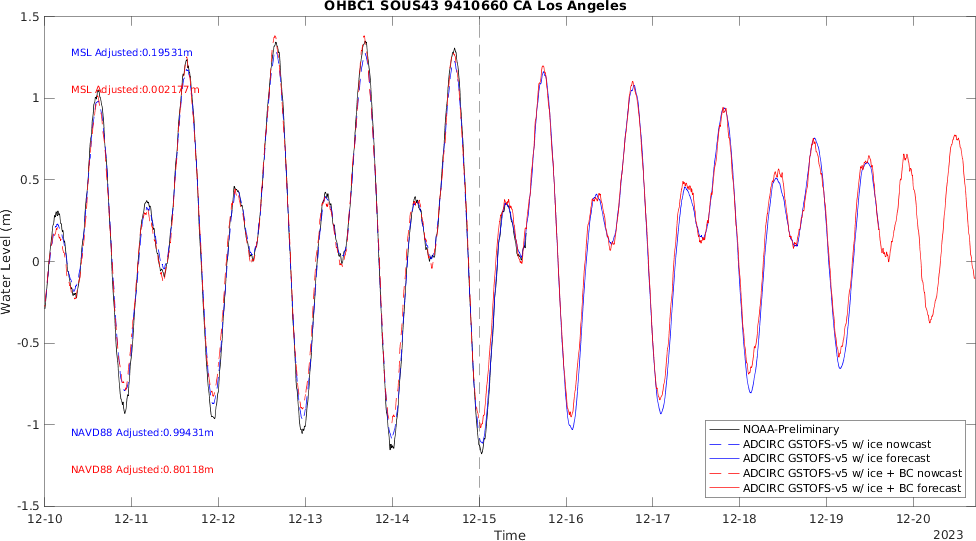 OHBC1 SOUS43 9410660 CA Los Angeles
1.5
1
0.5
0
-0.5
-1
-1.5
Water Level (m)
MSL Adjusted:0.19531m
MSL Adjusted:0.002177m
NAVD88 Adjusted:0.99431m
NAVD88 Adjusted:0.80118m
NOAA-Preliminary
ADCIRC GSTOFS-v5 w/ ice nowcast
ADCIRC GSTOFS-v5 w/ ice forecast
ADCIRC GSTOFS-v5 w/ ice + BC nowcast
ADCIRC GSTOFS-v5 w/ ice + BC forecast
12-10 12-11 12-12 12-13 12-14 12-15 12-16 12-17 12-18 12-19 12-20
Time
2023